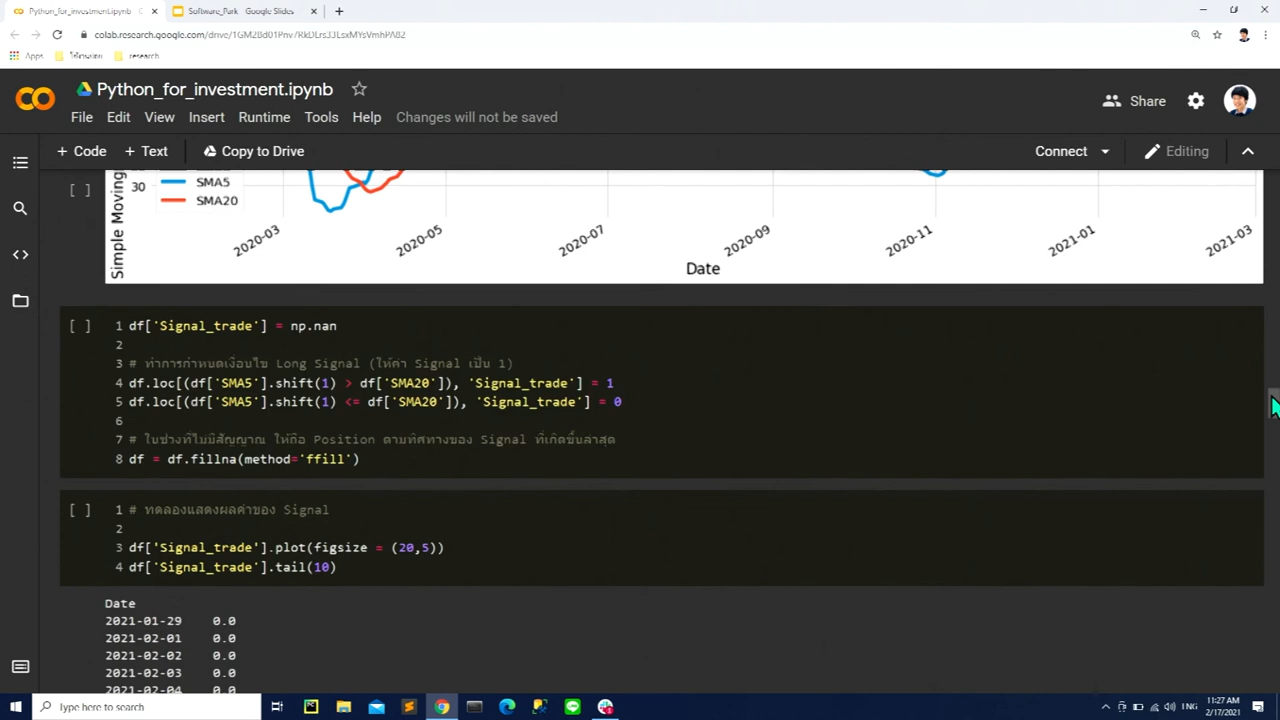 Python_for_investment.ipynb
Software_Park - Google Slides
colab.research.google.com/drive/1GM2Bd01Pnv7RkDLrs33LsxMYsVmhPA82
Apps
research
Python_for_investment.ipynb
File Edit View Insert Runtime Tools Help Changes will not be saved
Share
+ Code + Text Copy to Drive
Connect
Editing
[ ]
Simple Moving
30
SMA5
SMA20
2020-03 2020-05 2020-07 2020-09 2020-11 2021-01 2021-03
Date
[ ] 1 df['Signal_trade'] = np.nan
2
3 # ทำการกำหนดเงื่อนไข Long Signal (ให้ค่า Signal เป็น 1)
4 df.loc[(df['SMA5'].shift(1) > df['SMA20']), 'Signal_trade'] = 1
5 df.loc[(df['SMA5'].shift(1) <= df['SMA20']), 'Signal_trade'] = 0
6
7 # ในช่วงที่ไม่มีสัญญาณ ให้ถือ Position ตามทิศทางของ Signal ที่เกิดขึ้นล่าสุด
8 df = df.fillna(method='ffill')
[ ] 1 # ทดลองแสดงผลค่าของ Signal
2
3 df['Signal_trade'].plot(figsize = (20,5))
4 df['Signal_trade'].tail(10)
Date
2021-01-29 0.0
2021-02-01 0.0
2021-02-02 0.0
2021-02-03 0.0
2021-02-04 0.0
Type here to search
ENG
11:27 AM
2/17/2021